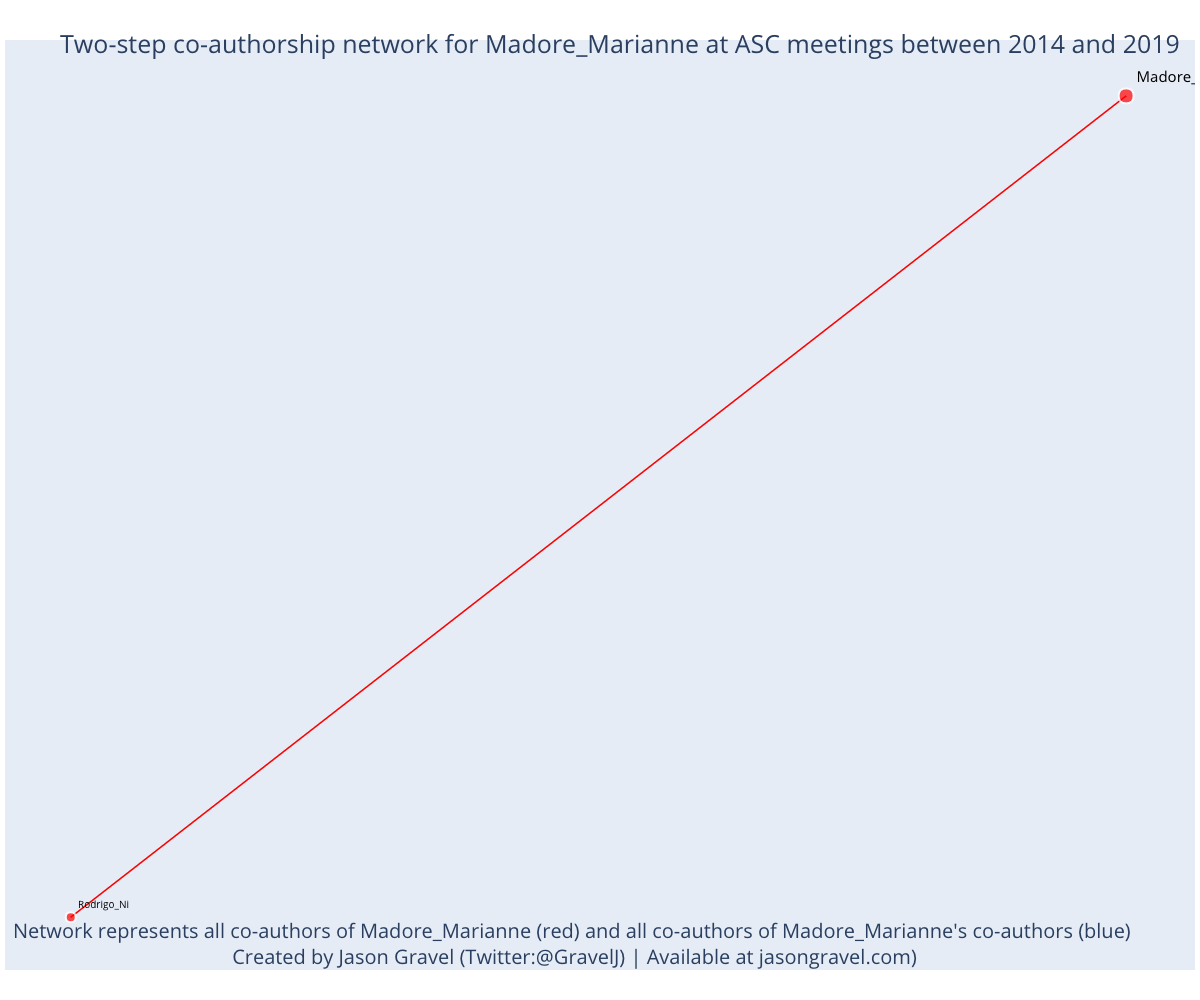 Two-step co-authorship network for Madore_Marianne at ASC meetings between 2014 and 2019
Madore_
Rodrigo_Ni
Network represents all co-authors of Madore_Marianne (red) and all co-authors of Madore_Marianne's co-authors (blue)
Created by Jason Gravel (Twitter:@GravelJ) | Available at jasongravel.com)